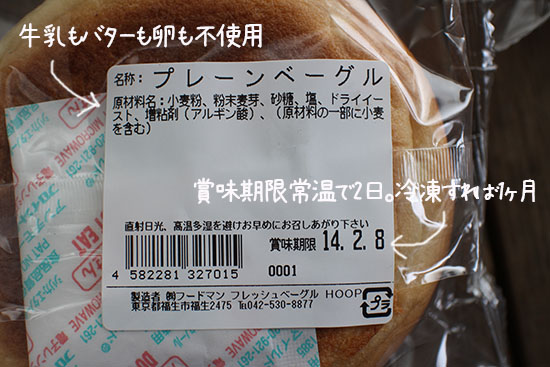 牛乳もバターも卵も不使用
名称: プレーンベーグル
原材料名:小麦粉、粉末麦芽、砂糖、塩、ドライイー
スト、増粘剤(アルギン酸)、(原材料の一部に小麦
を含む)
賞味期限常温で2日。冷凍すれば1ヶ月
直射日光、高温多湿を避けお早めにお召しあがり下さい
賞味期限 14.2.8
4 582281 327015
0001
製造者 ㈱フードマン フレッシュベーグル HOOP
東京都福生市福生2475 ℡042-530-8877
プラ
MICROWAVE
EAT